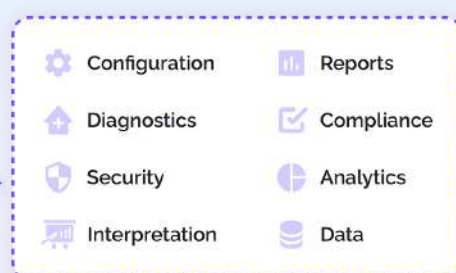 Configuration
Reports
Diagnostics
Compliance
Security
Analytics
Interpretation
Data